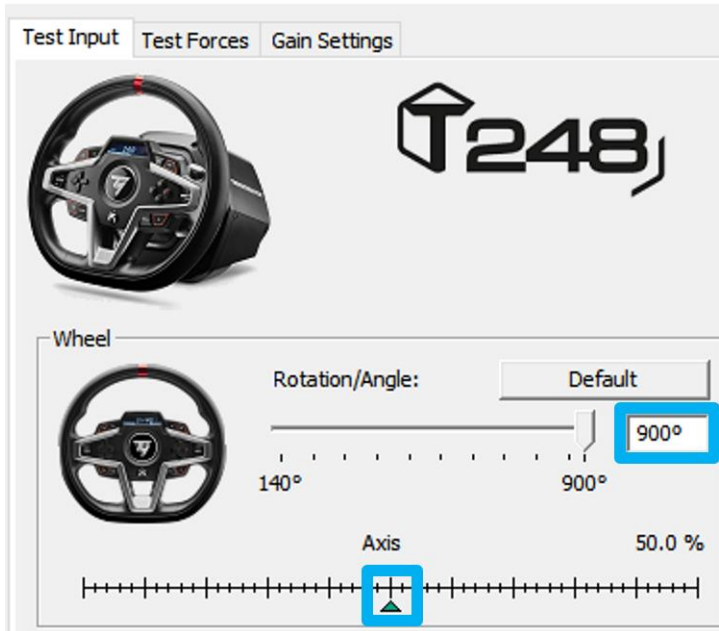 Test Input Test Forces Gain Settings
T248
Wheel
Rotation/Angle: Default
900°
140° 900°
Axis 50.0 %